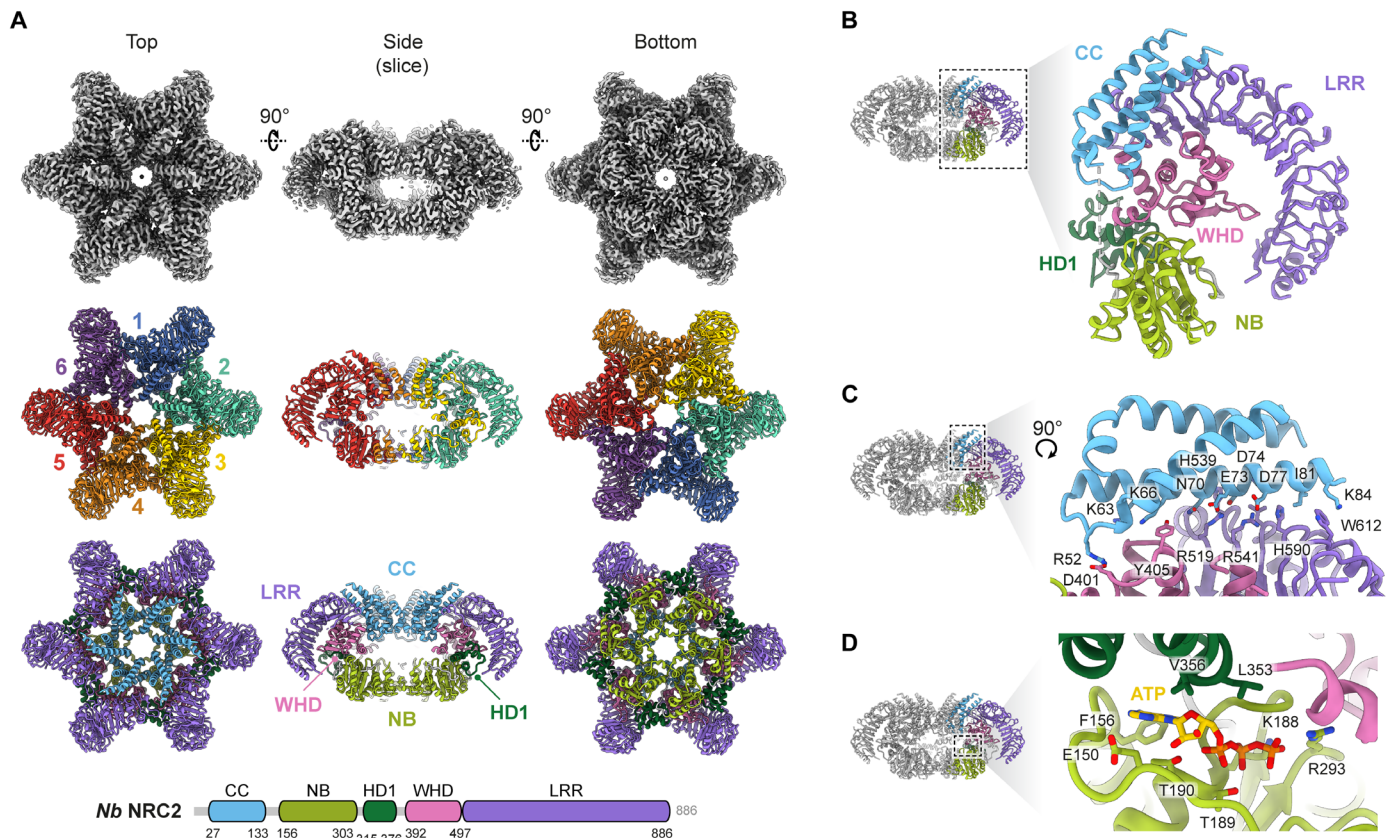 A
Top
Side
(slice)
Bottom
90°
90°
1
2
3
4
5
6
LRR
CC
WHD
NB
HD1
CC
NB
HD1
WHD
LRR
Nb NRC2
886
27
133
156
303
392
497
886
B
CC
LRR
WHD
HD1
NB
C
90°
H539
D74
N70
E73
D77
I81
K66
K84
K63
W612
R52
R519
R541
H590
D401
Y405
D
V356
L353
ATP
F156
K188
E150
R293
T190
T189